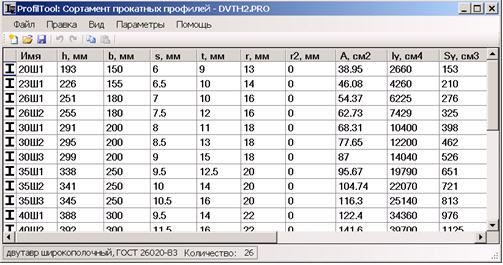 ProfilTool: Сортамент прокатных профилей - DVTH2.PRO
Файл Правка Вид Параметры Помощь
Имя h, мм b, мм s, мм t, мм r, мм r2, мм A, см2 Iy, см4 Sy, см3
20Ш1 193 150 6 9 13 0 38.95 2660 153
23Ш1 226 155 6.5 10 14 0 46.08 4260 210
26Ш1 251 180 7 10 16 0 54.37 6225 276
26Ш2 255 180 7.5 12 16 0 62.73 7429 325
30Ш1 291 200 8 11 18 0 68.31 10400 398
30Ш2 295 200 8.5 13 18 0 77.65 12200 462
30Ш3 299 200 9 15 18 0 87 14040 526
35Ш1 338 250 9.5 12.5 20 0 95.67 19790 651
35Ш2 341 250 10 14 20 0 104.74 22070 721
35Ш3 345 250 10.5 16 20 0 116.3 25140 813
40Ш1 388 300 9.5 14 22 0 122.4 34360 976
40Ш2 392 300 11.5 16 22 0 141.6 39700 1125
двутавр широкополочный, ГОСТ 26020-83 Количество: 26